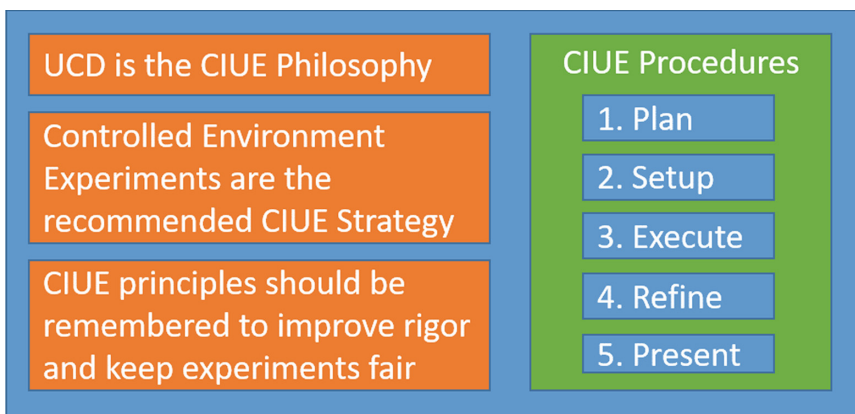 UCD is the CIUE Philosophy
Controlled Environment
Experiments are the
recommended CIUE Strategy
CIUE principles should be
remembered to improve rigor
and keep experiments fair
CIUE Procedures
1. Plan
2. Setup
3. Execute
4. Refine
5. Present